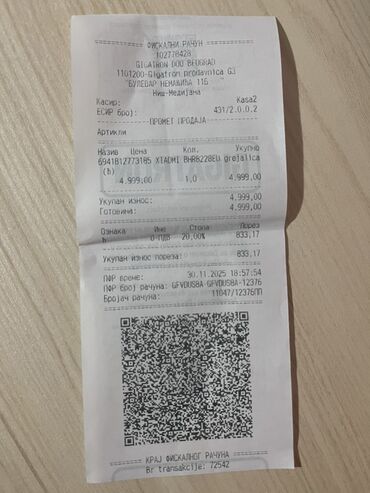 ФИСКАЛНИ РАЧУН
102778428
GIGATRON DOO BEOGRAD
1101200-Gigatron prodavnica G3
БУЛЕВАР НЕМАЊИЋА 11Б
Ниш-Медијана
Касир: Kasa2
ЕСИР број: 431/2.0.0.2
ПРОМЕТ ПРОДАЈА
Артикли
Назив Цена Кол. Укупно
6941812773185 XIAOMI BHR8228EU grejalica
(Ђ)
4.999,00 1,0 4.999,00
Укупан износ: 4.999,00
Готовина: 4.999,00
Ознака Име Стопа Порез
Ђ О-ПДВ 20,00% 833,17
Укупан износ пореза: 833,17
ПФР време: 30.11.2025 18:57:54
ПФР број рачуна: GFVDUSBA-GFVDUSBA-12376
Бројач рачуна: 11047/12376ПП
КРАЈ ФИСКАЛНОГ РАЧУНА
Br transakcije: 72542